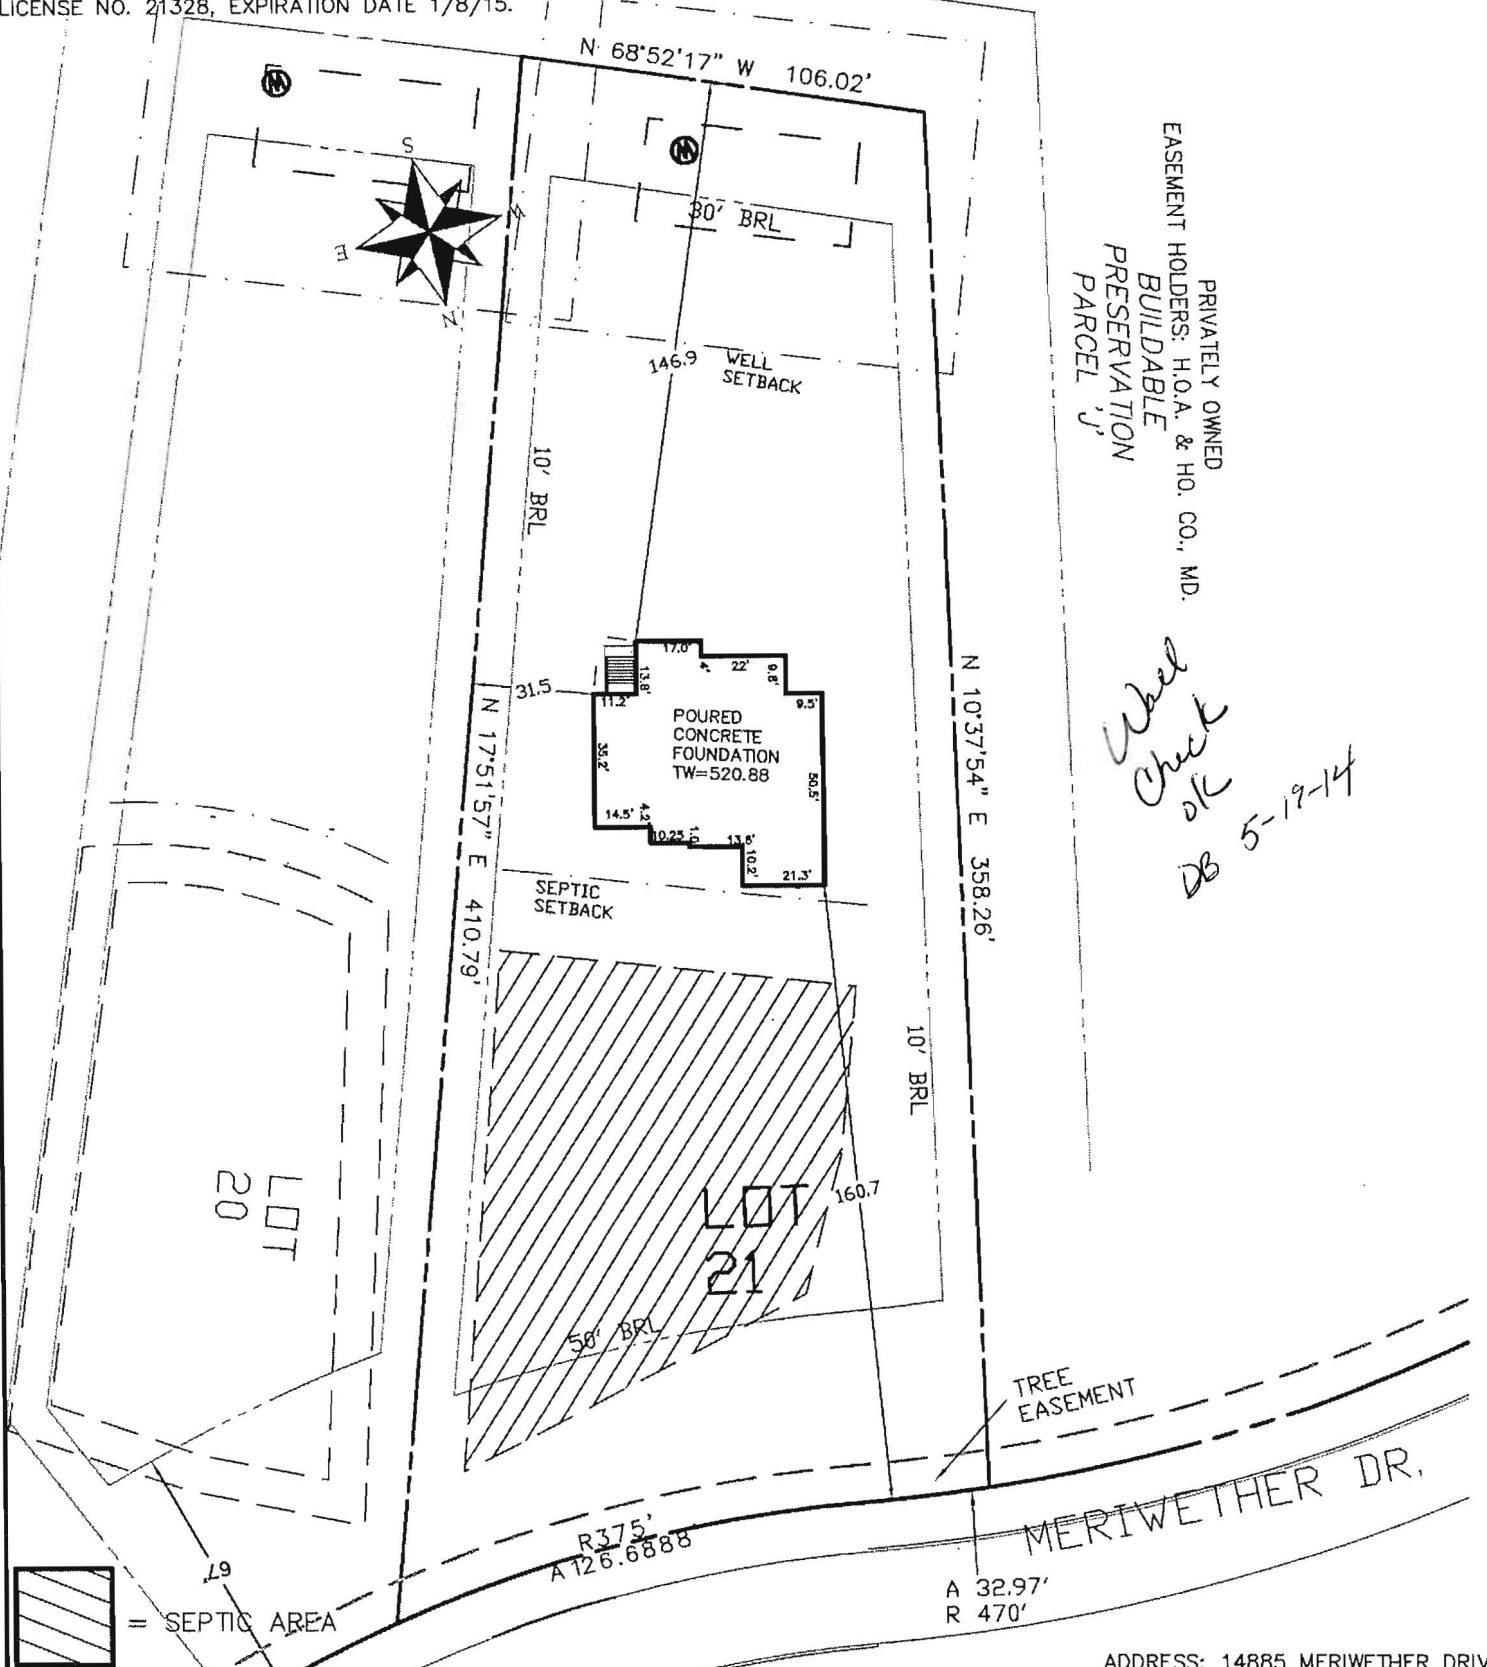 LICENSE NO. 21328, EXPIRATION DATE 1/8/15.
N 68°52'17" W 106.02'
S
E
N
30' BRL
146.9
WELL
SETBACK
10' BRL
PRIVATELY OWNED
EASEMENT HOLDERS: H.O.A. & HO. CO., MD.
BUILDABLE
PRESERVATION
PARCEL 'J'
Wall
Check
OK
DB 5-19-14
31.5
17.0'
4'
22'
9.8'
13.8'
11.2'
9.5'
POURED
CONCRETE
FOUNDATION
TW=520.88
35.2'
50.5'
14.5'
4.2'
10.25
1.0
13.6'
10.2'
21.3'
N 17°51'57" E 410.79'
N 10°37'54" E 358.26'
SEPTIC
SETBACK
10' BRL
LOT
20
LOT
21
160.7
50' BRL
TREE
EASEMENT
MERIWETHER DR.
R375'
A 126.6888'
A 32.97'
R 470'
67
= SEPTIC AREA
ADDRESS: 14885 MERIWETHER DRIV